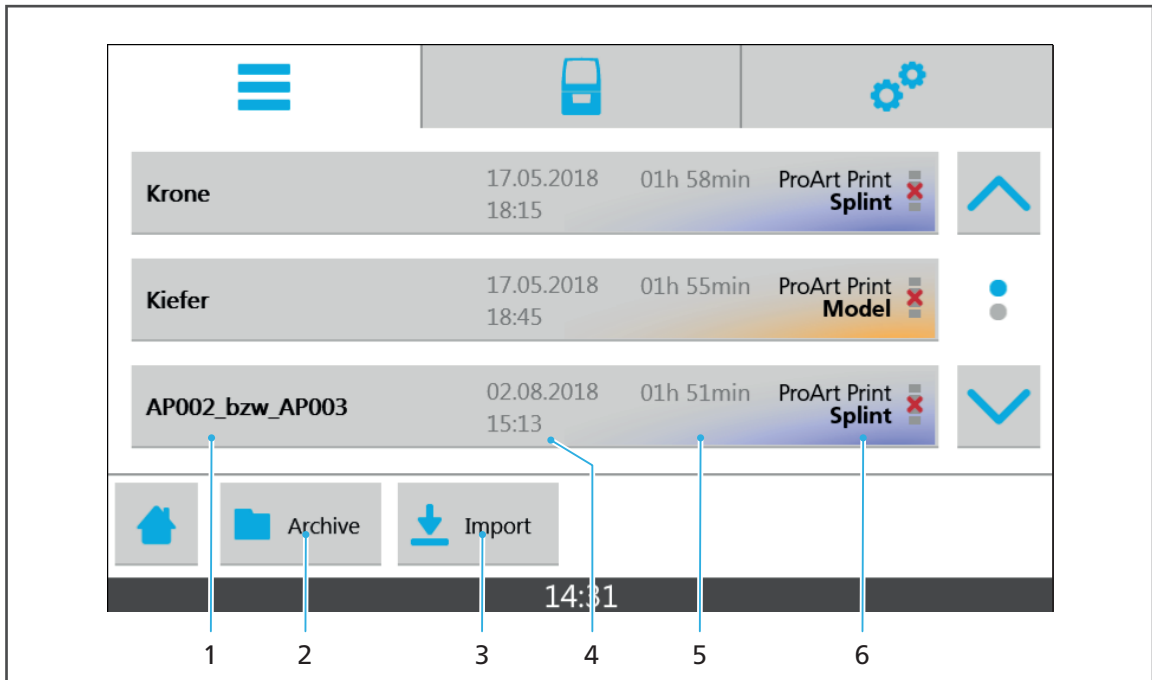 Krone 17.05.2018 01h 58min ProArt Print
18:15 Splint
Kiefer 17.05.2018 01h 55min ProArt Print
18:45 Model
AP002_bzw_AP003 02.08.2018 01h 51min ProArt Print
15:13 Splint
Archive Import
14:31
1 2 3 4 5 6